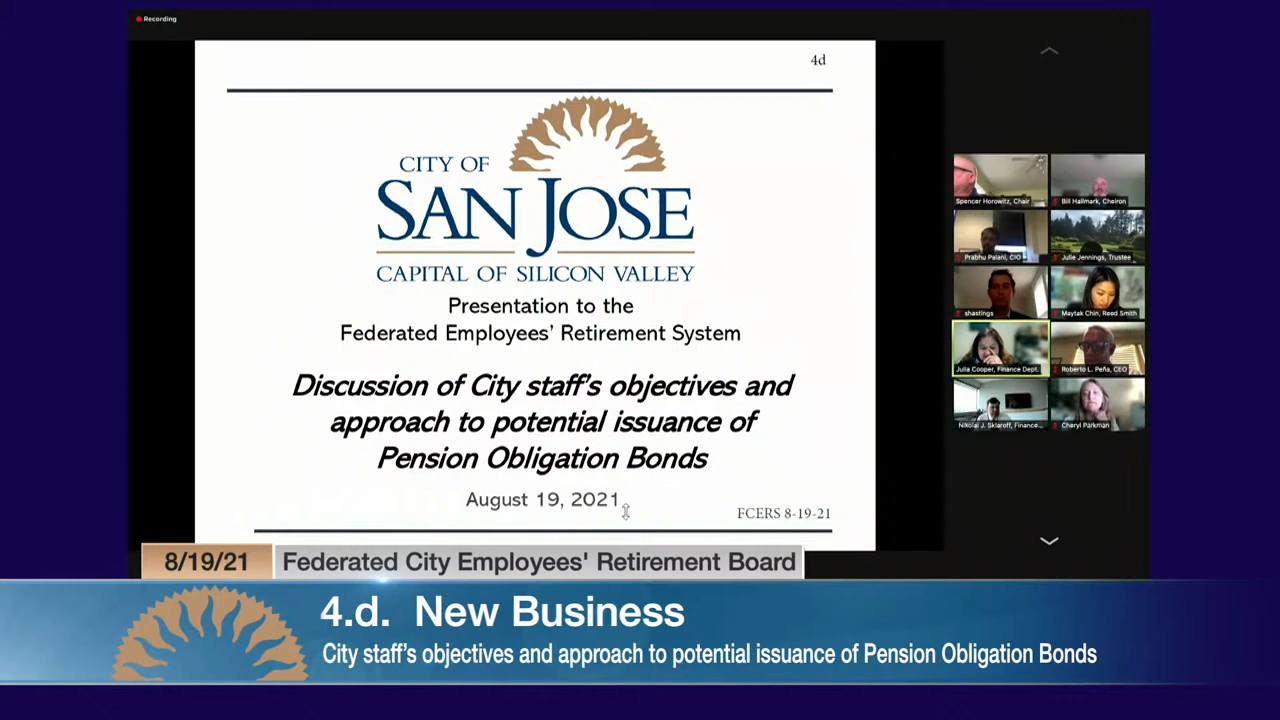 Recording
4d
CITY OF
SAN JOSE
CAPITAL OF SILICON VALLEY
Presentation to the
Federated Employees' Retirement System
Discussion of City staff's objectives and
approach to potential issuance of
Pension Obligation Bonds
August 19, 2021
FCERS 8-19-21
Spencer Horowitz, Chair
Bill Hallmark, Cheiron
Prabhu Palani, CIO
Julie Jennings, Trustee
shastings
Maytak Chin, Reed Smith
Julia Cooper, Finance Dept.
Roberto L. Peña, CEO
Nikolai J. Sklaroff, Finance...
Cheryl Parkman
8/19/21
Federated City Employees' Retirement Board
4.d. New Business
City staff's objectives and approach to potential issuance of Pension Obligation Bonds